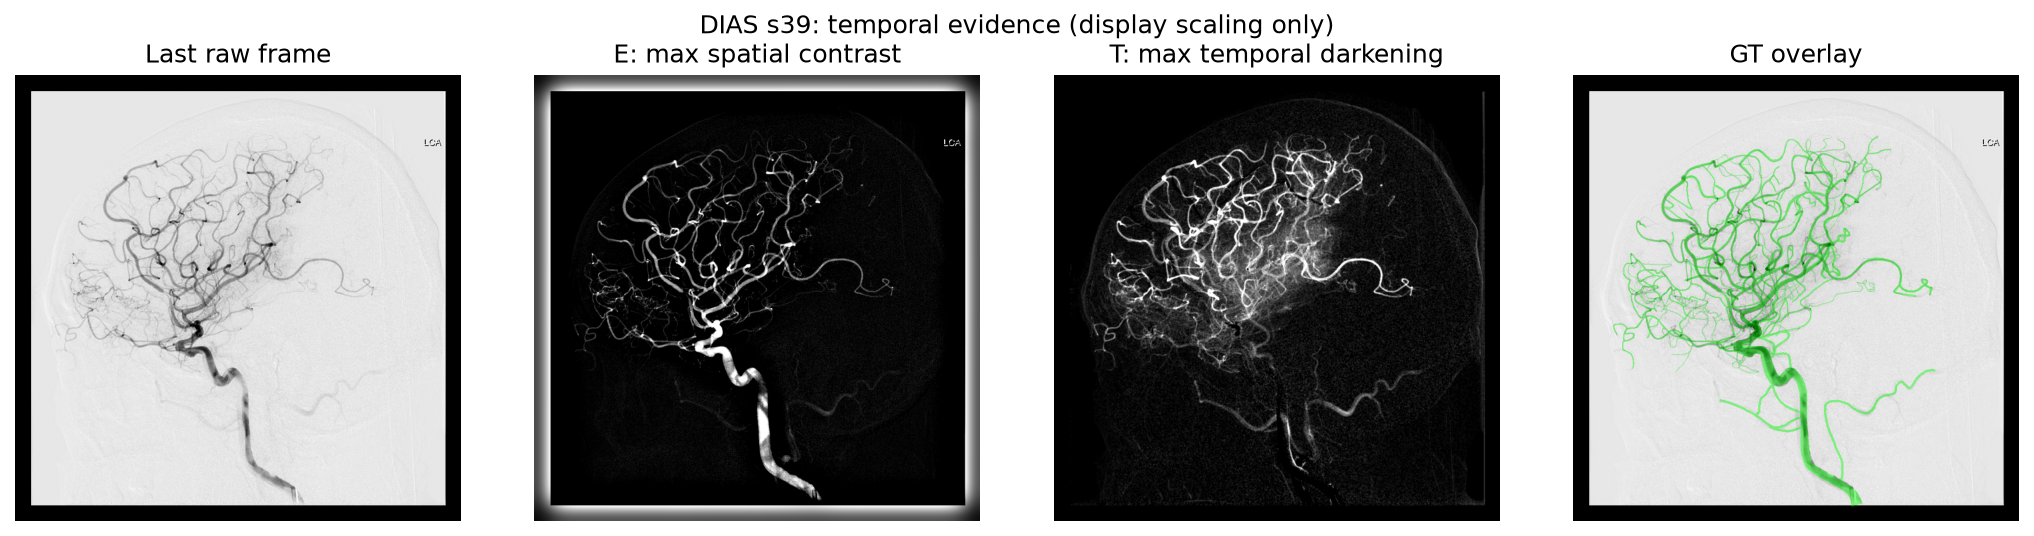 DIAS s39: temporal evidence (display scaling only)
Last raw frame
E: max spatial contrast
T: max temporal darkening
GT overlay
LCA
LCA
LCA